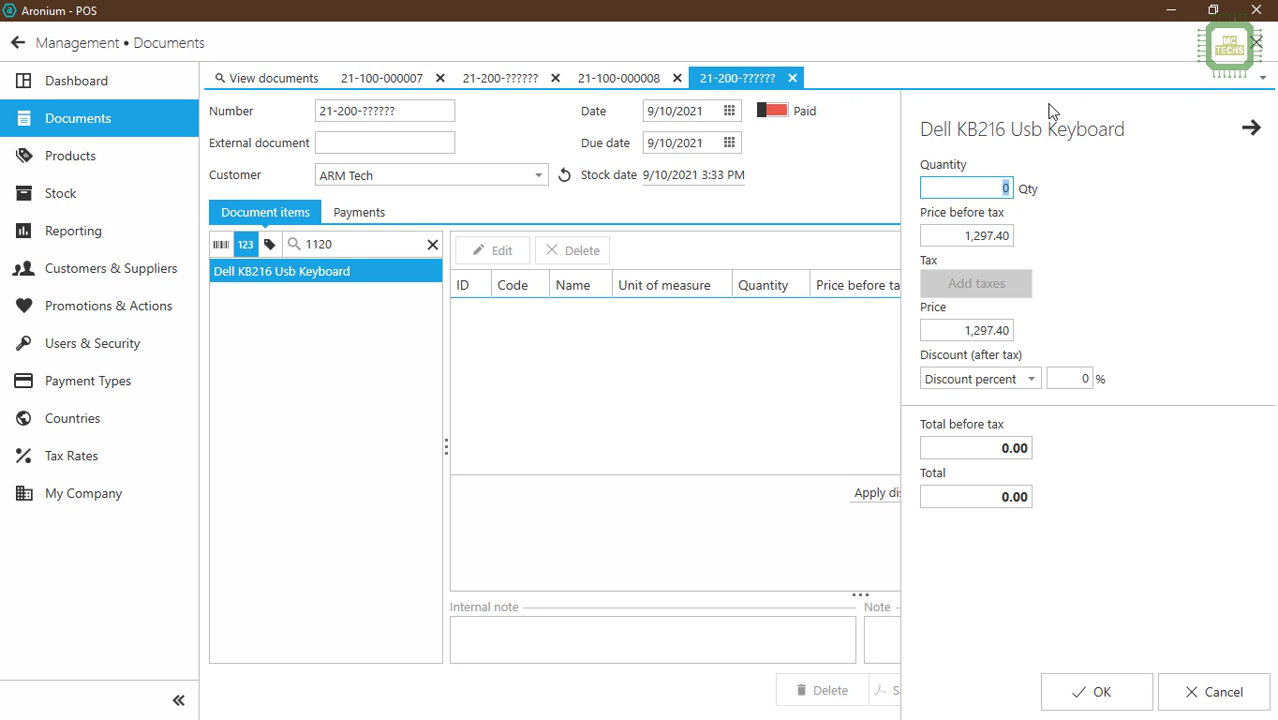 Aronium - POS
Management • Documents
MC
TECHS
Dashboard
Documents
Products
Stock
Reporting
Customers & Suppliers
Promotions & Actions
Users & Security
Payment Types
Countries
Tax Rates
My Company
View documents
21-100-000007
21-200-??????
21-100-000008
21-200-??????
Number
21-200-??????
Date
9/10/2021
Paid
External document
Due date
9/10/2021
Customer
ARM Tech
Stock date
9/10/2021 3:33 PM
Document items
Payments
123
1120
Dell KB216 Usb Keyboard
Edit
Delete
ID
Code
Name
Unit of measure
Quantity
Price before ta
Apply di
Internal note
Note
Delete
S
Dell KB216 Usb Keyboard
Quantity
0 Qty
Price before tax
1,297.40
Tax
Add taxes
Price
1,297.40
Discount (after tax)
Discount percent
0 %
Total before tax
0.00
Total
0.00
OK
Cancel